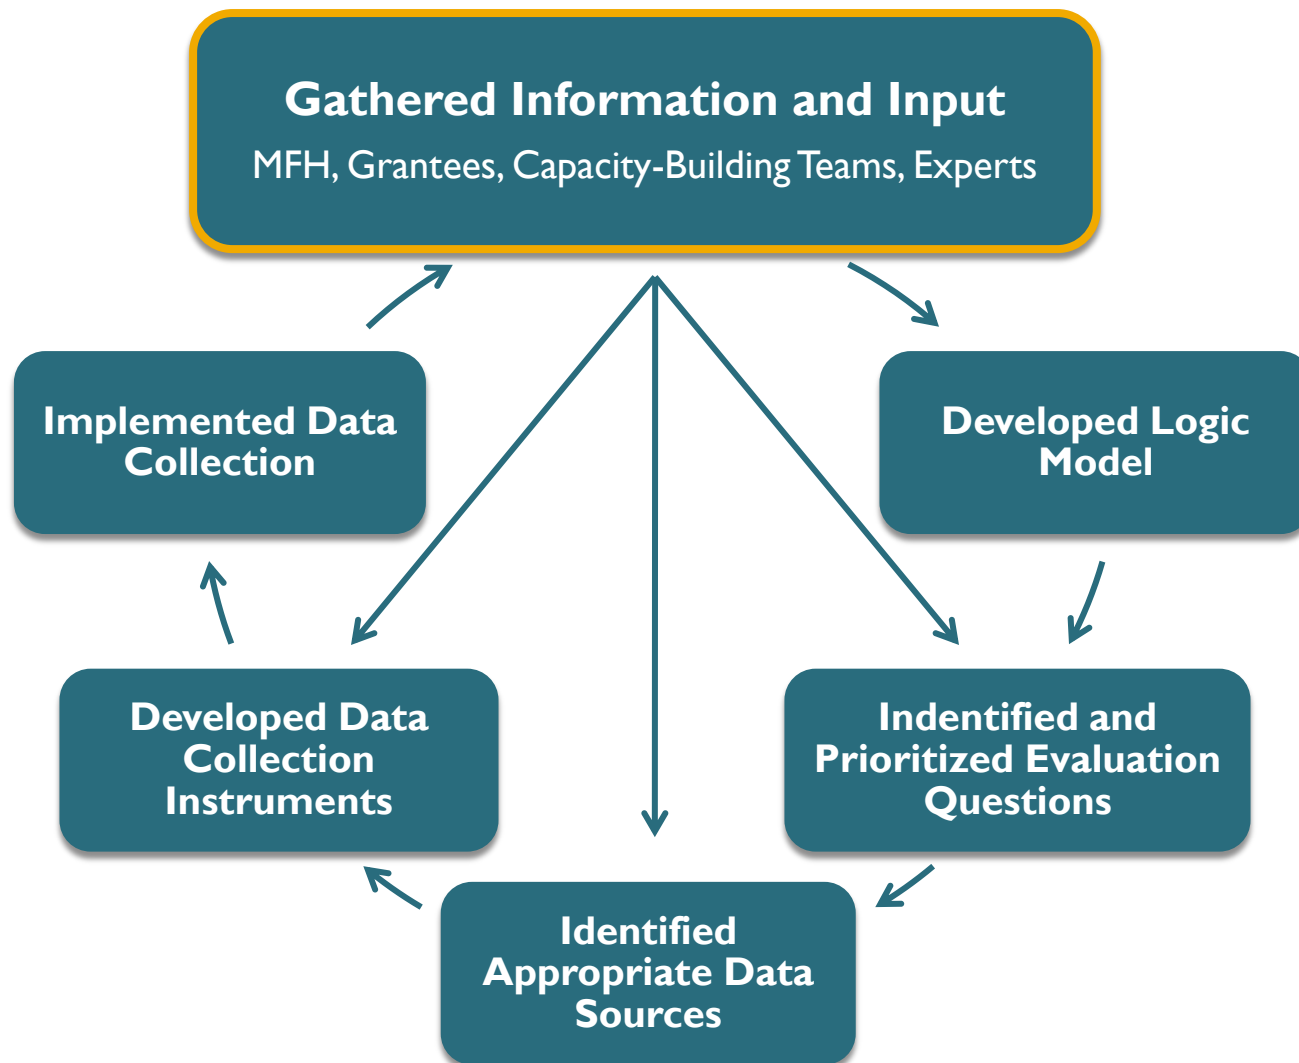 Gathered Information and Input
MFH, Grantees, Capacity-Building Teams, Experts
Implemented Data
Collection
Developed Logic
Model
Developed Data
Collection
Instruments
Indentified and
Prioritized Evaluation
Questions
Identified
Appropriate Data
Sources